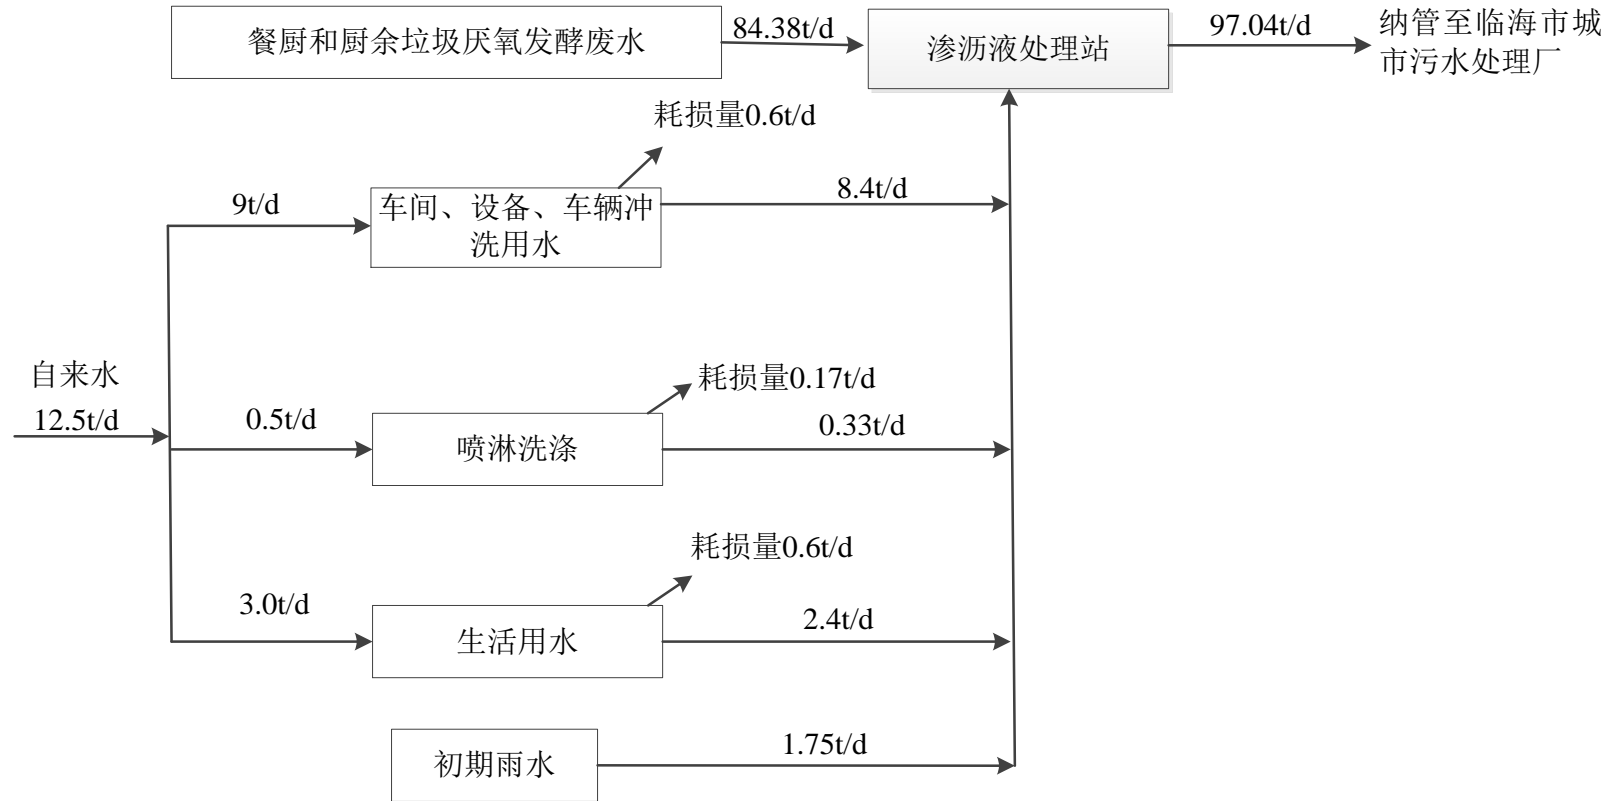 餐厨和厨余垃圾厌氧发酵废水
84.38t/d
渗沥液处理站
97.04t/d
纳管至临海市城
市污水处理厂
耗损量0.6t/d
9t/d
车间、设备、车辆冲
洗用水
8.4t/d
自来水
12.5t/d
耗损量0.17t/d
0.5t/d
喷淋洗涤
0.33t/d
耗损量0.6t/d
3.0t/d
生活用水
2.4t/d
初期雨水
1.75t/d